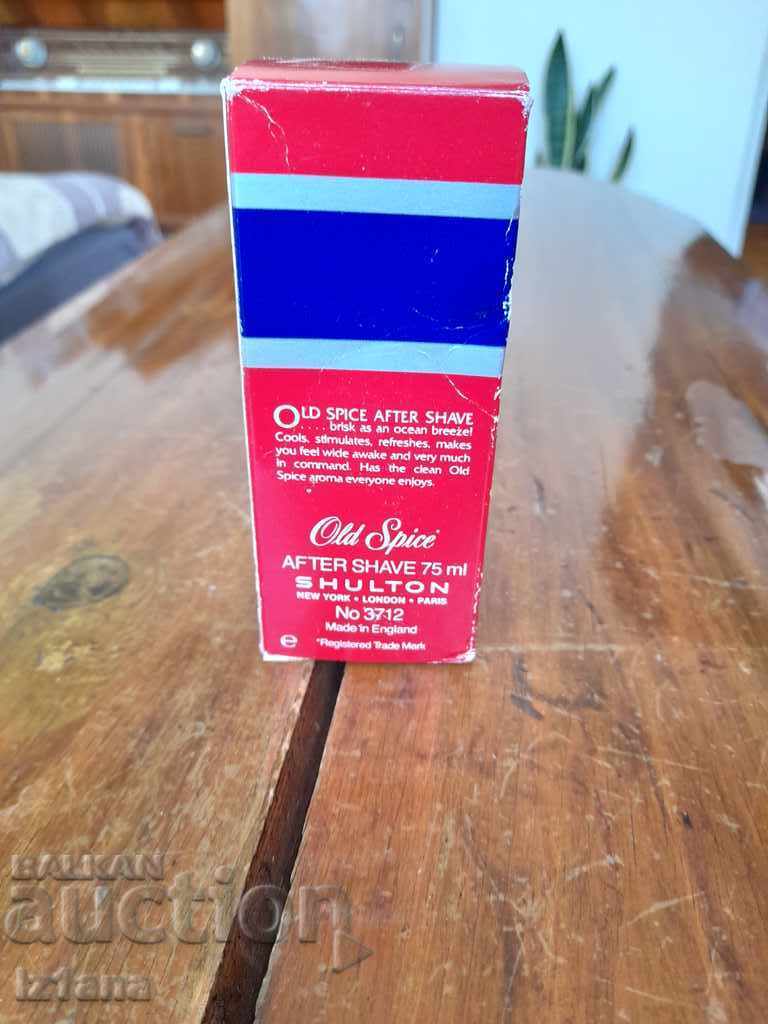 OLD SPICE AFTER SHAVE
. . . . brisk as an ocean breeze!
Cools, stimulates, refreshes, makes
you feel wide awake and very much
in command. Has the clean Old
Spice aroma everyone enjoys.
Old Spice*
AFTER SHAVE 75 ml
SHULTON
NEW YORK • LONDON • PARIS
No 3712
Made in England
e
*Registered Trade Mark
BALKAN
auction
Iztana